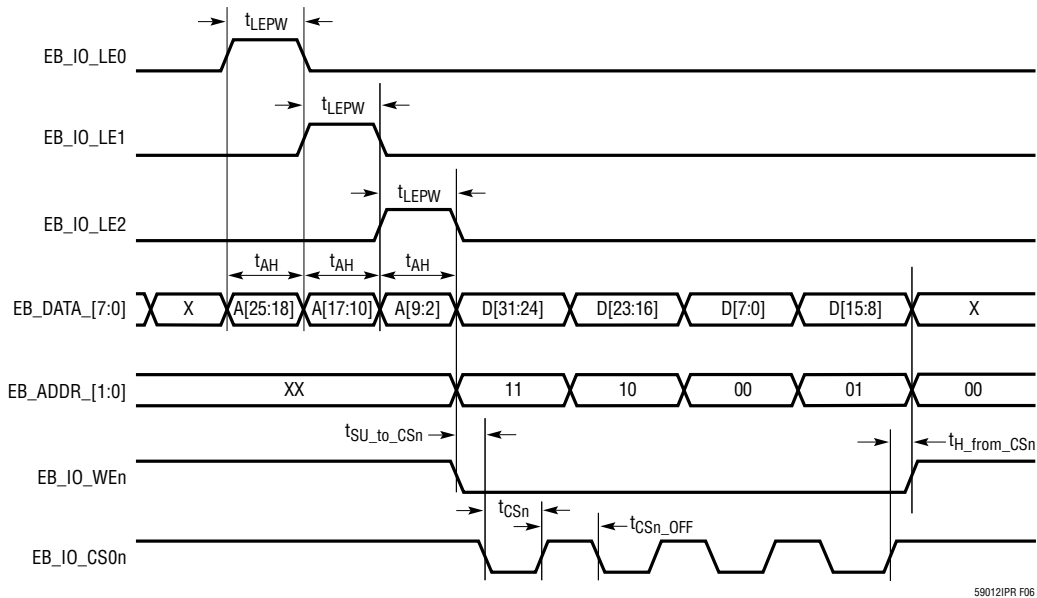 tLEPW
EB_IO_LE0
tLEPW
EB_IO_LE1
tLEPW
EB_IO_LE2
tAH tAH tAH
EB_DATA_[7:0] X A[25:18] A[17:10] A[9:2] D[31:24] D[23:16] D[7:0] D[15:8] X
EB_ADDR_[1:0] XX 11 10 00 01 00
tSU_to_CSn tH_from_CSn
EB_IO_WEn
tCSn tCSn_OFF
EB_IO_CS0n
59012IPR F06